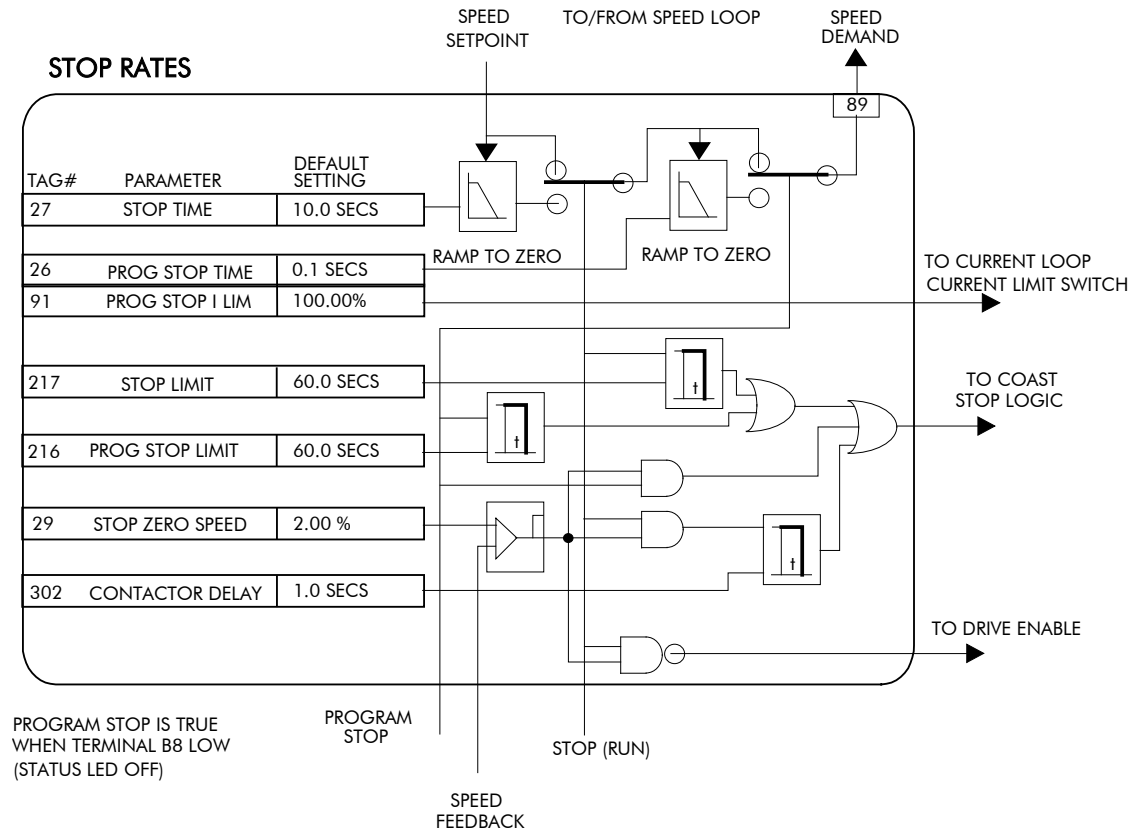 SPEED
SETPOINT
TO/FROM SPEED LOOP
SPEED
DEMAND
STOP RATES
89
TAG# PARAMETER DEFAULT
SETTING
27 STOP TIME 10.0 SECS
RAMP TO ZERO
RAMP TO ZERO
26 PROG STOP TIME 0.1 SECS
91 PROG STOP I LIM 100.00%
TO CURRENT LOOP
CURRENT LIMIT SWITCH
217 STOP LIMIT 60.0 SECS
t
TO COAST
STOP LOGIC
t
216 PROG STOP LIMIT 60.0 SECS
29 STOP ZERO SPEED 2.00 %
t
302 CONTACTOR DELAY 1.0 SECS
TO DRIVE ENABLE
PROGRAM STOP IS TRUE
WHEN TERMINAL B8 LOW
(STATUS LED OFF)
PROGRAM
STOP
STOP (RUN)
SPEED
FEEDBACK